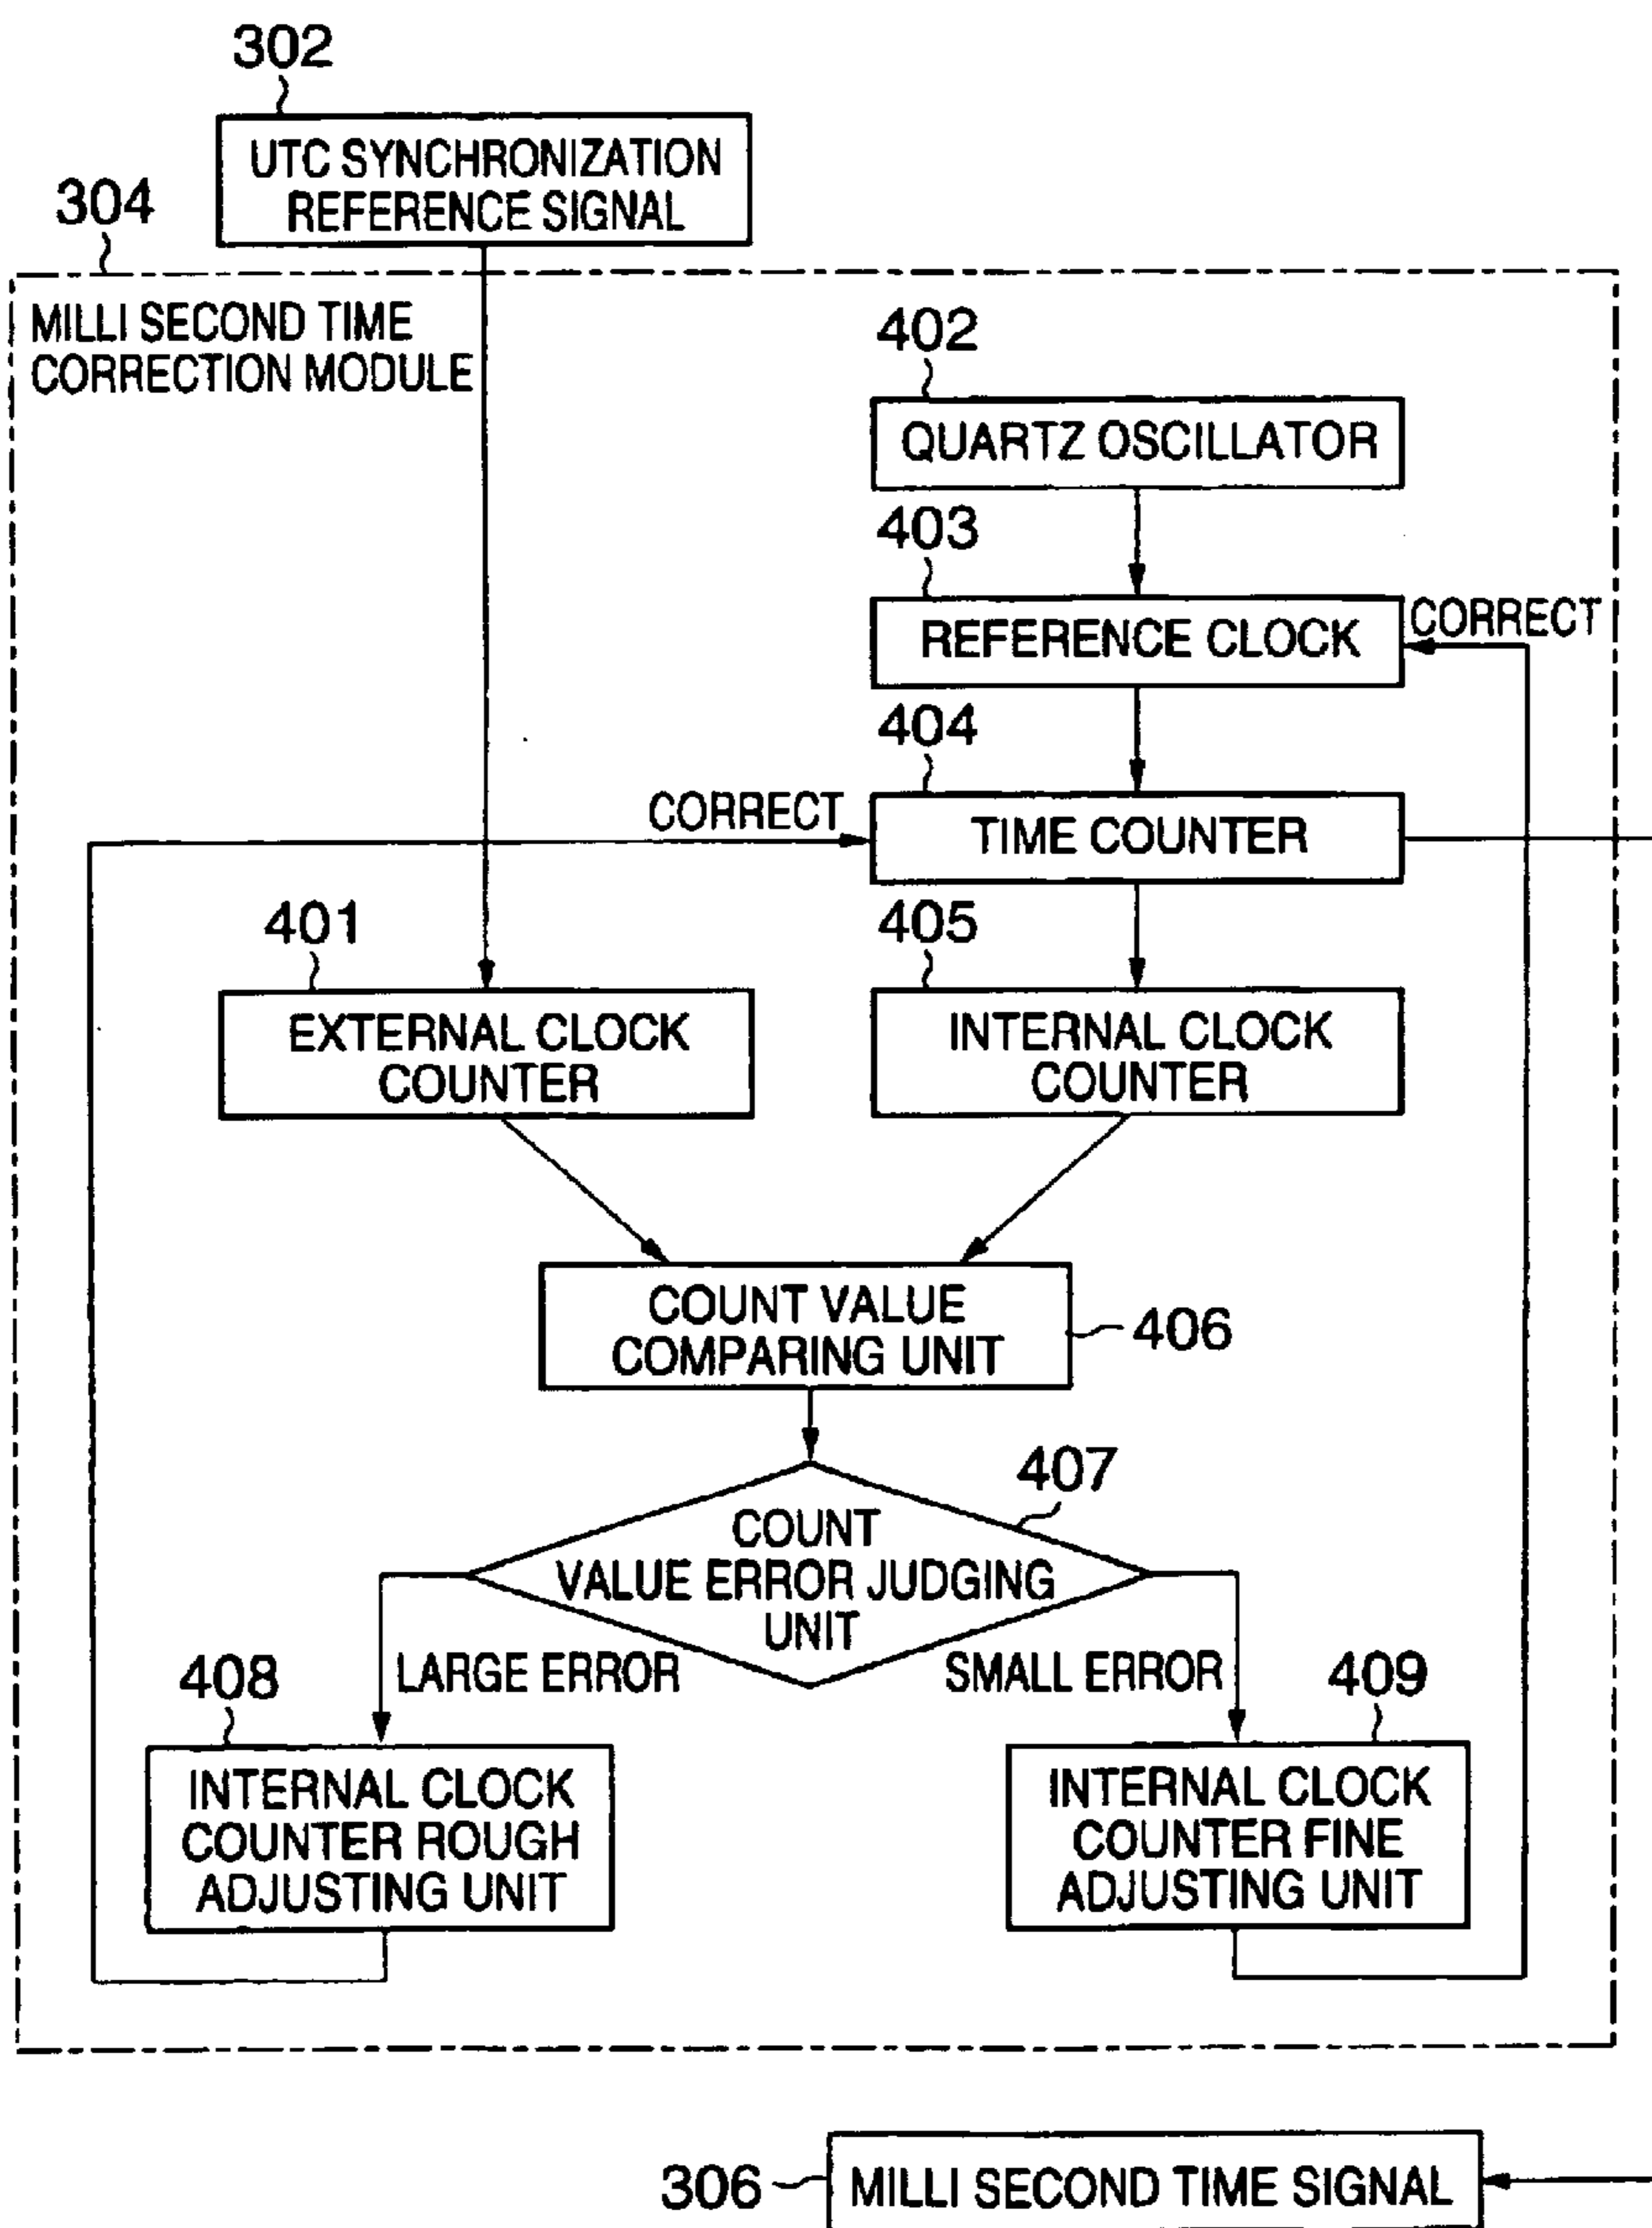 302
UTC SYNCHRONIZATION
REFERENCE SIGNAL
304
MILLI SECOND TIME
CORRECTION MODULE
402
QUARTZ OSCILLATOR
403
REFERENCE CLOCK
CORRECT
404
CORRECT
TIME COUNTER
401
EXTERNAL CLOCK
COUNTER
405
INTERNAL CLOCK
COUNTER
COUNT VALUE
COMPARING UNIT
406
407
COUNT
VALUE ERROR JUDGING
UNIT
LARGE ERROR
SMALL ERROR
408
INTERNAL CLOCK
COUNTER ROUGH
ADJUSTING UNIT
409
INTERNAL CLOCK
COUNTER FINE
ADJUSTING UNIT
306
MILLI SECOND TIME SIGNAL